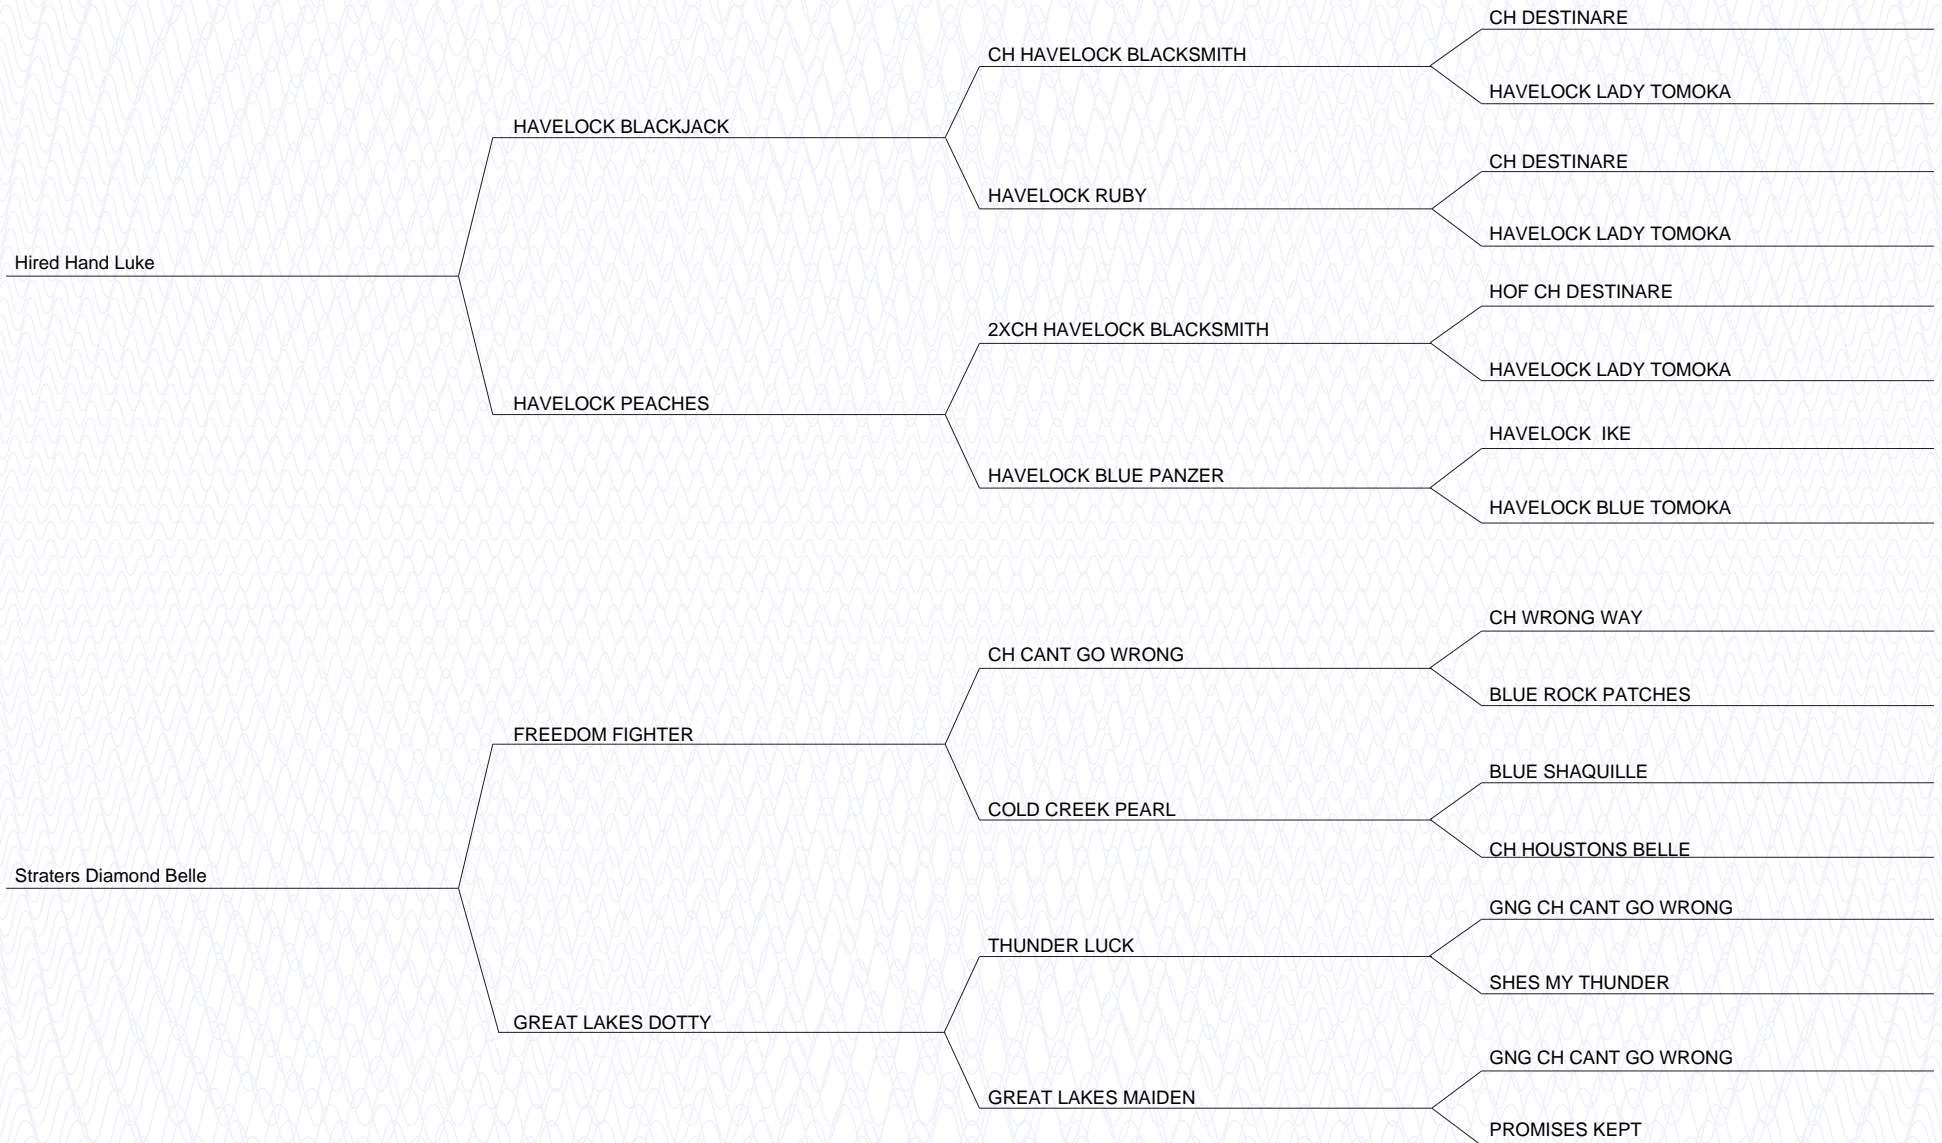 CH DESTINARE
CH HAVELOCK BLACKSMITH
HAVELOCK LADY TOMOKA
HAVELOCK BLACKJACK
CH DESTINARE
HAVELOCK RUBY
HAVELOCK LADY TOMOKA
Hired Hand Luke
HOF CH DESTINARE
2XCH HAVELOCK BLACKSMITH
HAVELOCK LADY TOMOKA
HAVELOCK PEACHES
HAVELOCK  IKE
HAVELOCK BLUE PANZER
HAVELOCK BLUE TOMOKA
CH WRONG WAY
CH CANT GO WRONG
BLUE ROCK PATCHES
FREEDOM FIGHTER
BLUE SHAQUILLE
COLD CREEK PEARL
CH HOUSTONS BELLE
Straters Diamond Belle
GNG CH CANT GO WRONG
THUNDER LUCK
SHES MY THUNDER
GREAT LAKES DOTTY
GNG CH CANT GO WRONG
GREAT LAKES MAIDEN
PROMISES KEPT